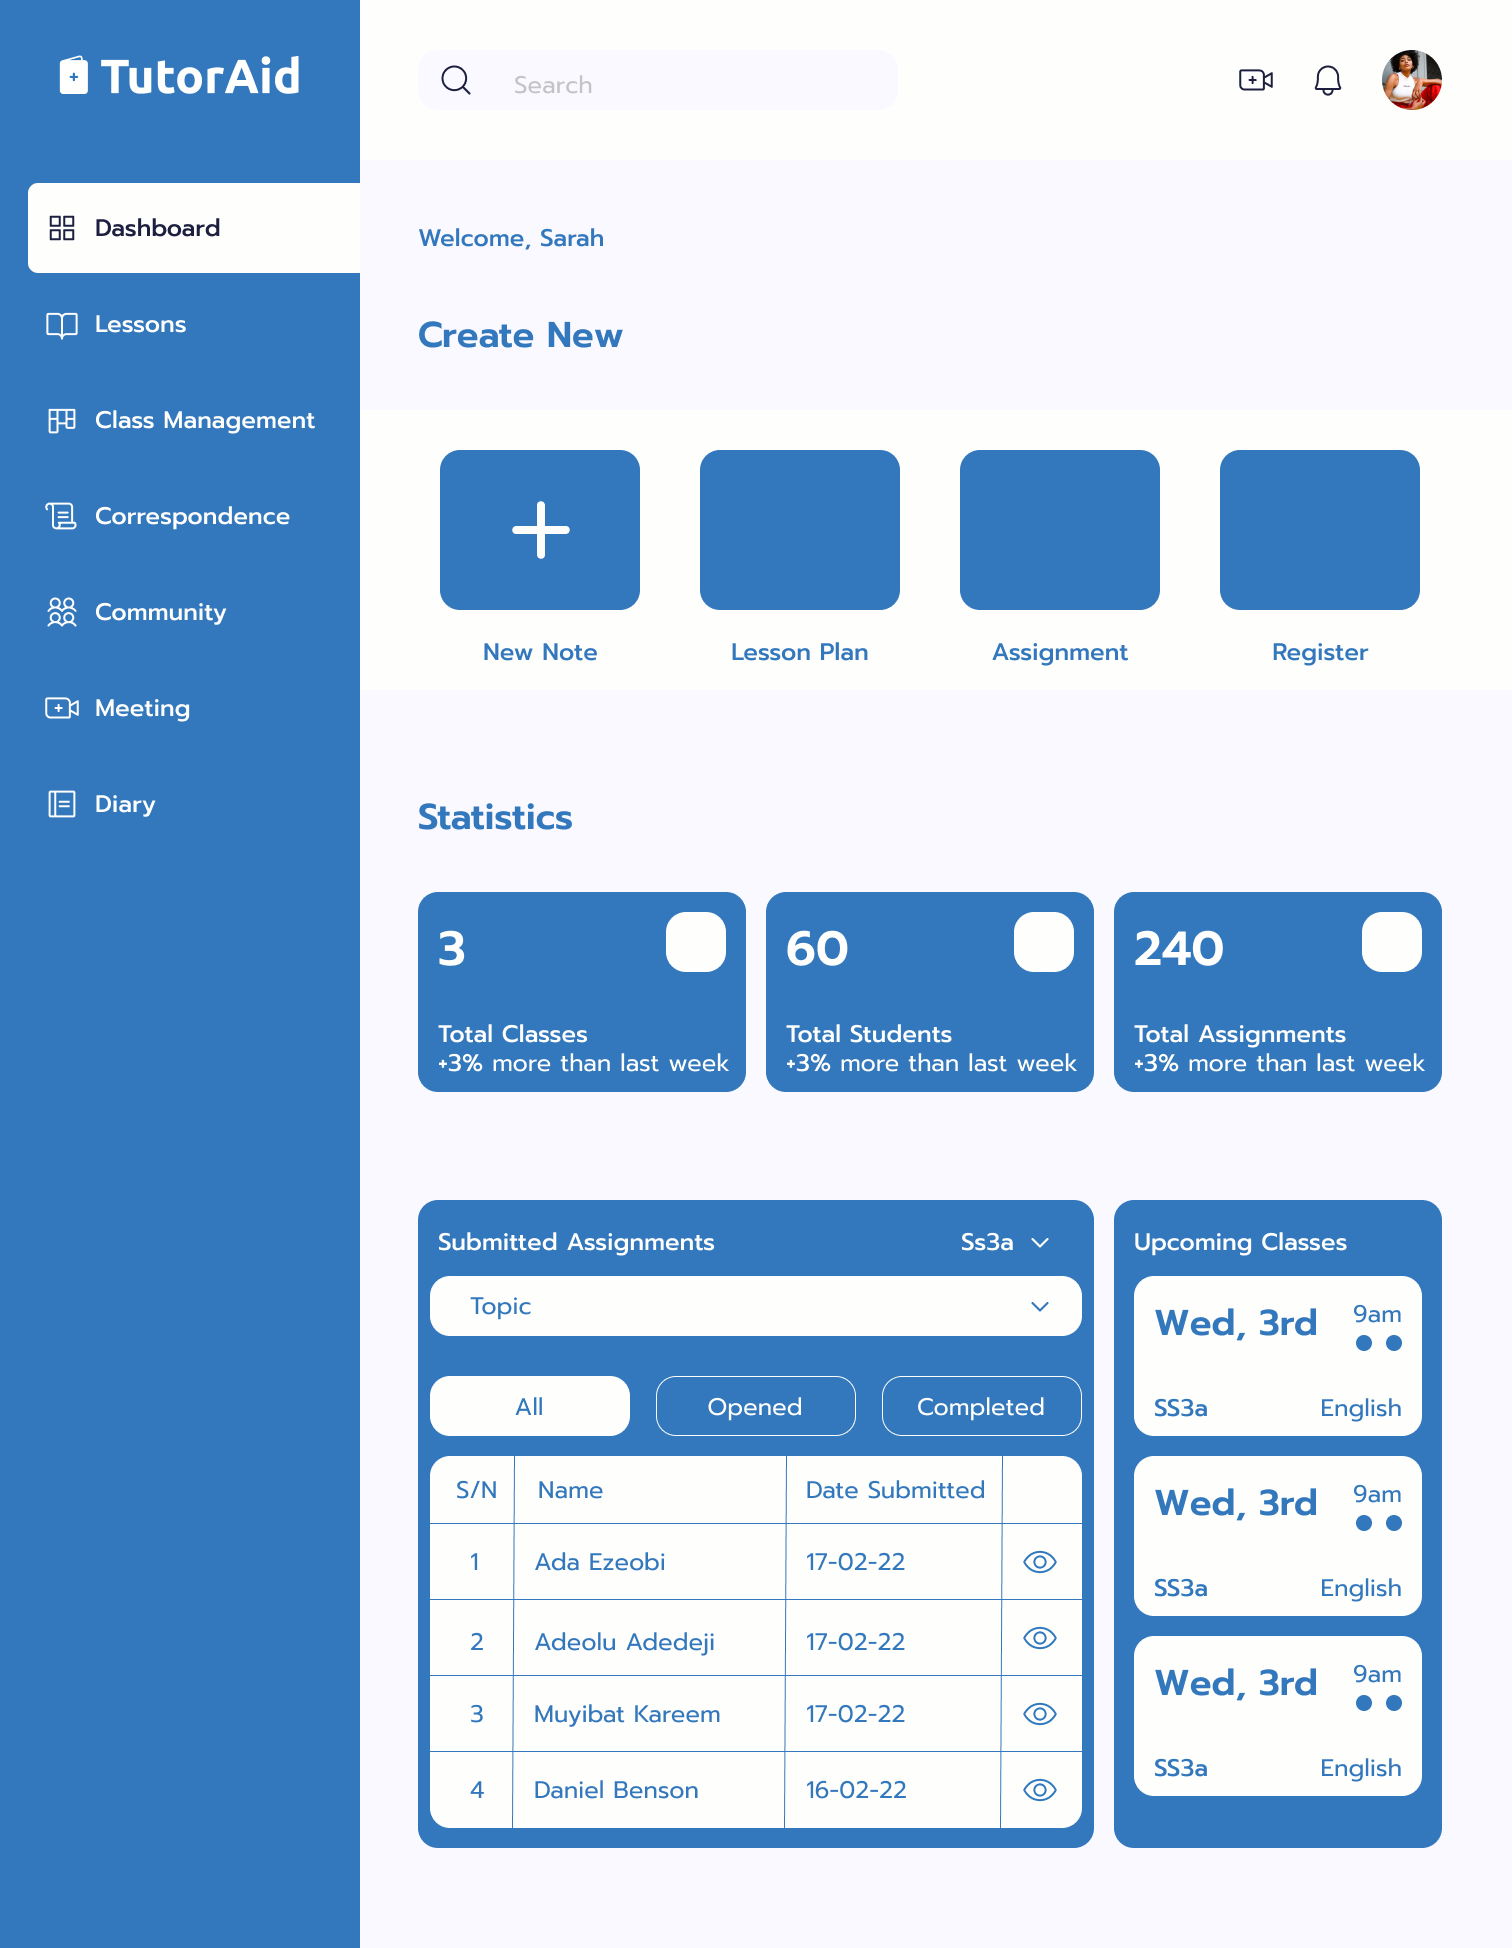 TutorAid
Search
Dashboard
Lessons
Class Management
Correspondence
Community
Meeting
Diary
Welcome, Sarah
Create New
New Note
Lesson Plan
Assignment
Register
Statistics
3
Total Classes
+3% more than last week
60
Total Students
+3% more than last week
240
Total Assignments
+3% more than last week
Submitted Assignments Ss3a
Topic
All Opened Completed
S/N Name Date Submitted
1 Ada Ezeobi 17-02-22
2 Adeolu Adedeji 17-02-22
3 Muyibat Kareem 17-02-22
4 Daniel Benson 16-02-22
Upcoming Classes
Wed, 3rd 9am
SS3a English
Wed, 3rd 9am
SS3a English
Wed, 3rd 9am
SS3a English